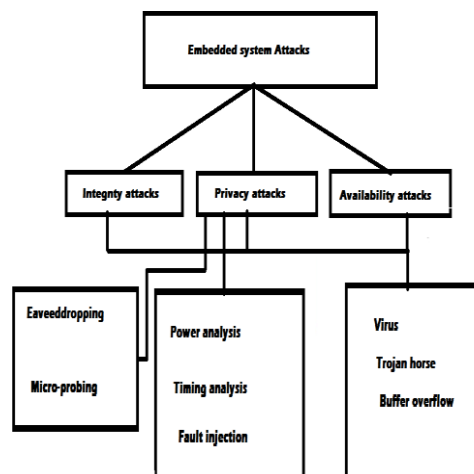 Embedded system Attacks
Integnty attacks
Privacy attacks
Availability attacks
Eaveeddropping
Micro-probing
Power analysis
Timing analysis
Fault injection
Virus
Trojan horse
Buffer overflow